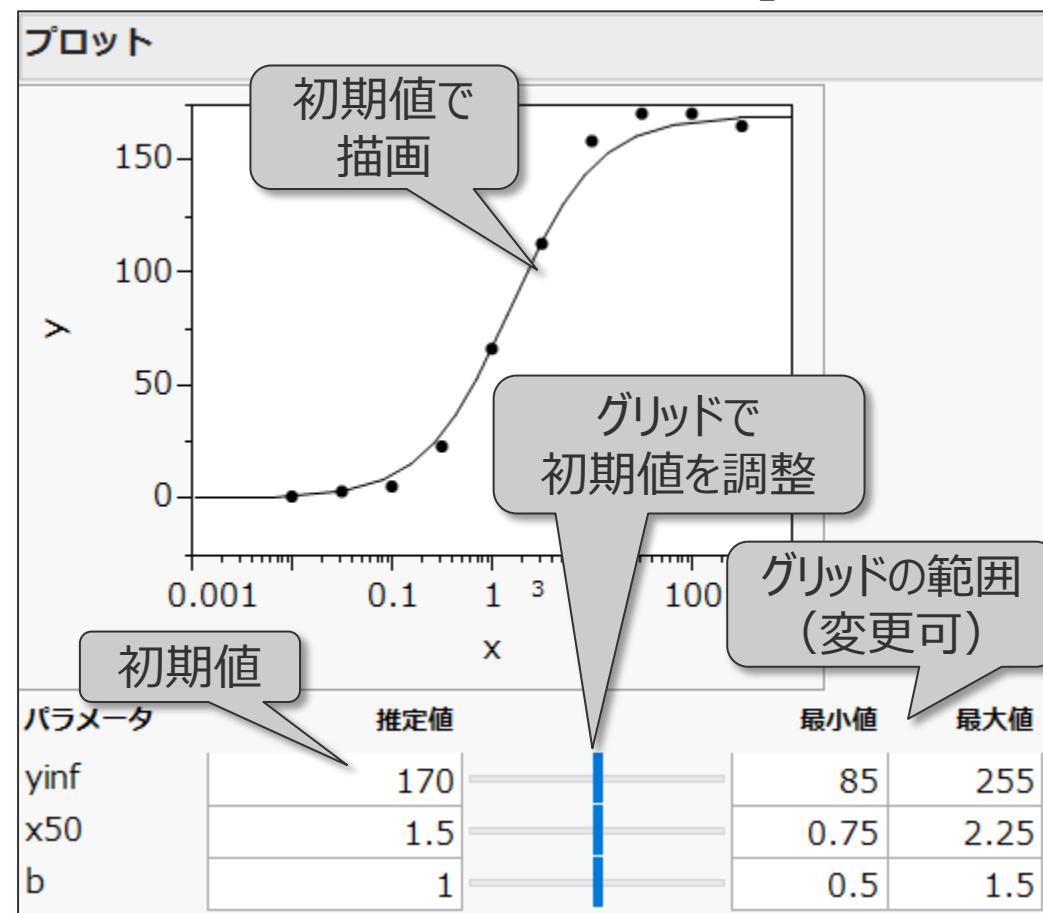 プロット
初期値で
描画
150
100
50
0
y
グリッドで
初期値を調整
0.001 0.1 1 3 100
x
グリッドの範囲
（変更可）
初期値
パラメータ 推定値 最小値 最大値
yinf 170 85 255
x50 1.5 0.75 2.25
b 1 0.5 1.5